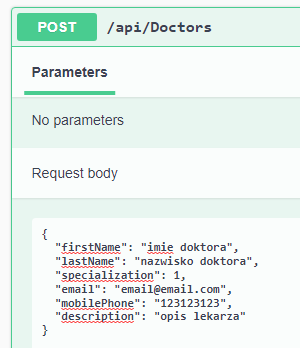 POST /api/Doctors
Parameters
No parameters
Request body
{
"firstName": "imie doktora",
"lastName": "nazwisko doktora",
"specialization": 1,
"email": "email@email.com",
"mobilePhone": "123123123",
"description": "opis lekarza"
}